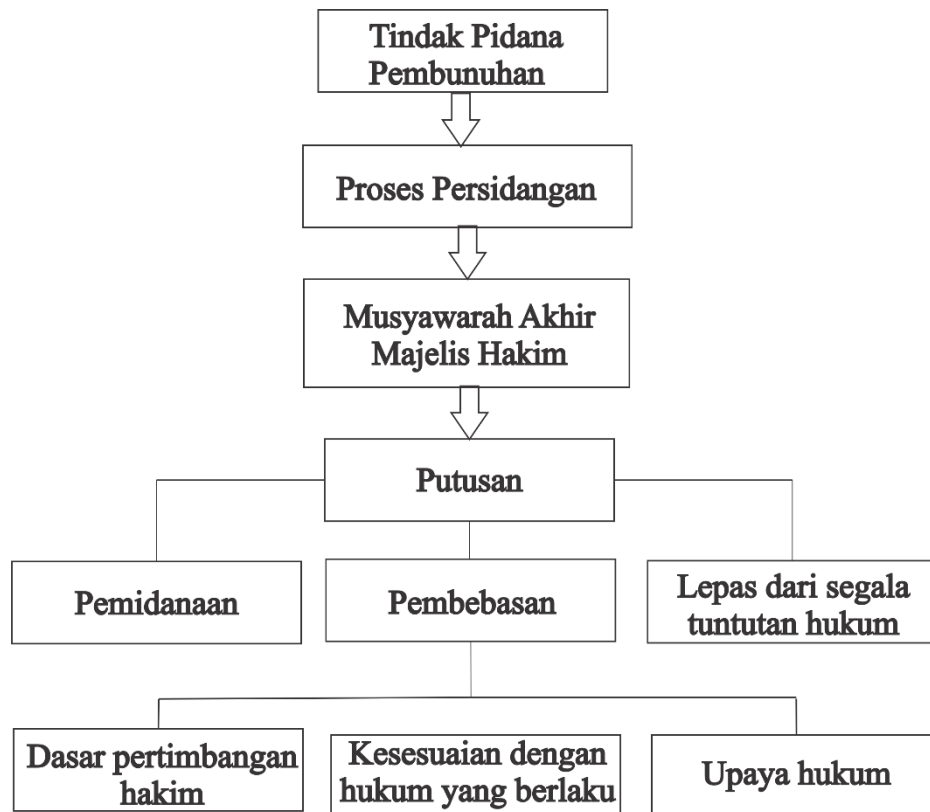 Tindak Pidana
Pembunuhan
Proses Persidangan
Musyawarah Akhir
Majelis Hakim
Putusan
Pemidanaan
Pembebasan
Lepas dari segala
tuntutan hukum
Dasar pertimbangan
hakim
Kesesuaian dengan
hukum yang berlaku
Upaya hukum